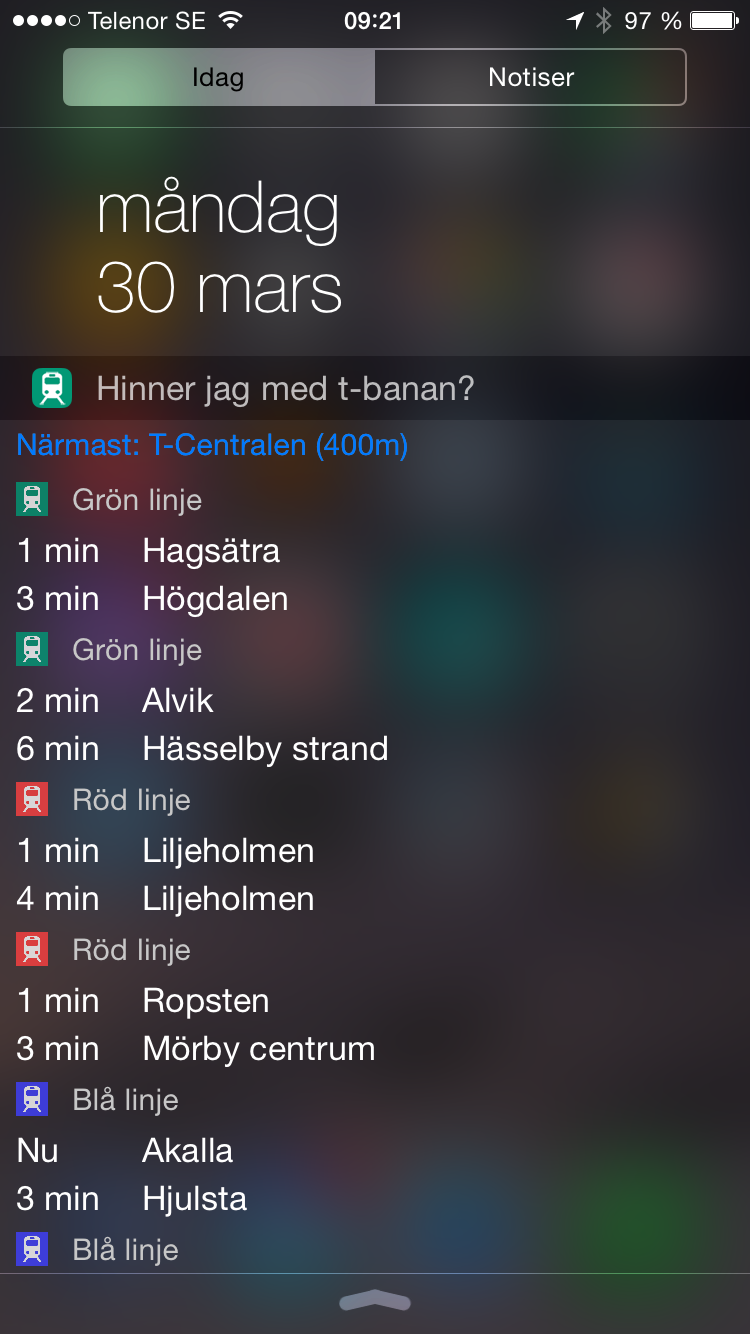 Telenor SE 09:21 97 %
Idag Notiser
måndag
30 mars
Hinner jag med t-banan?
Närmast: T-Centralen (400m)
Grön linje
1 min Hagsätra
3 min Högdalen
Grön linje
2 min Alvik
6 min Hässelby strand
Röd linje
1 min Liljeholmen
4 min Liljeholmen
Röd linje
1 min Ropsten
3 min Mörby centrum
Blå linje
Nu Akalla
3 min Hjulsta
Blå linje